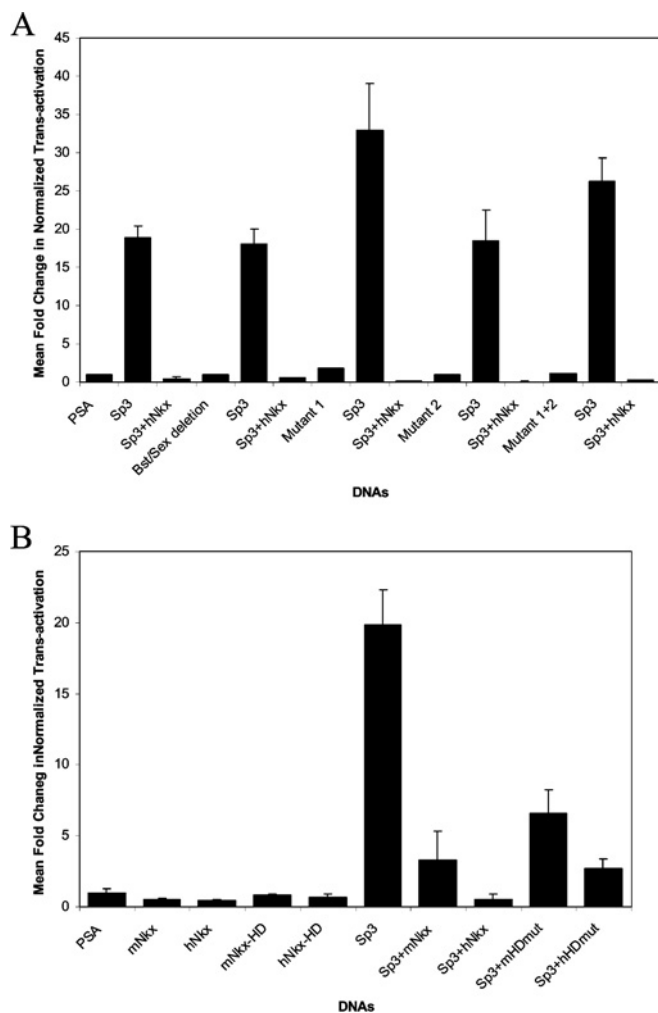 A
Mean Fold Change in Normalized Trans-activation
45
40
35
30
25
20
15
10
5
0
PSA
Sp3
Sp3+hNkx
Bst/Sex deletion
Sp3
Sp3+hNkx
Mutant 1
Sp3
Sp3+hNkx
Mutant 2
Sp3
Sp3+hNkx
Mutant 1+2
Sp3
Sp3+hNkx
DNAs
B
Mean Fold Chaneg inNormalized Trans-activation
25
20
15
10
5
0
PSA
mNkx
hNkx
mNkx-HD
hNkx-HD
Sp3
Sp3+mNkx
Sp3+hNkx
Sp3+mHDmut
Sp3+hHDmut
DNAs